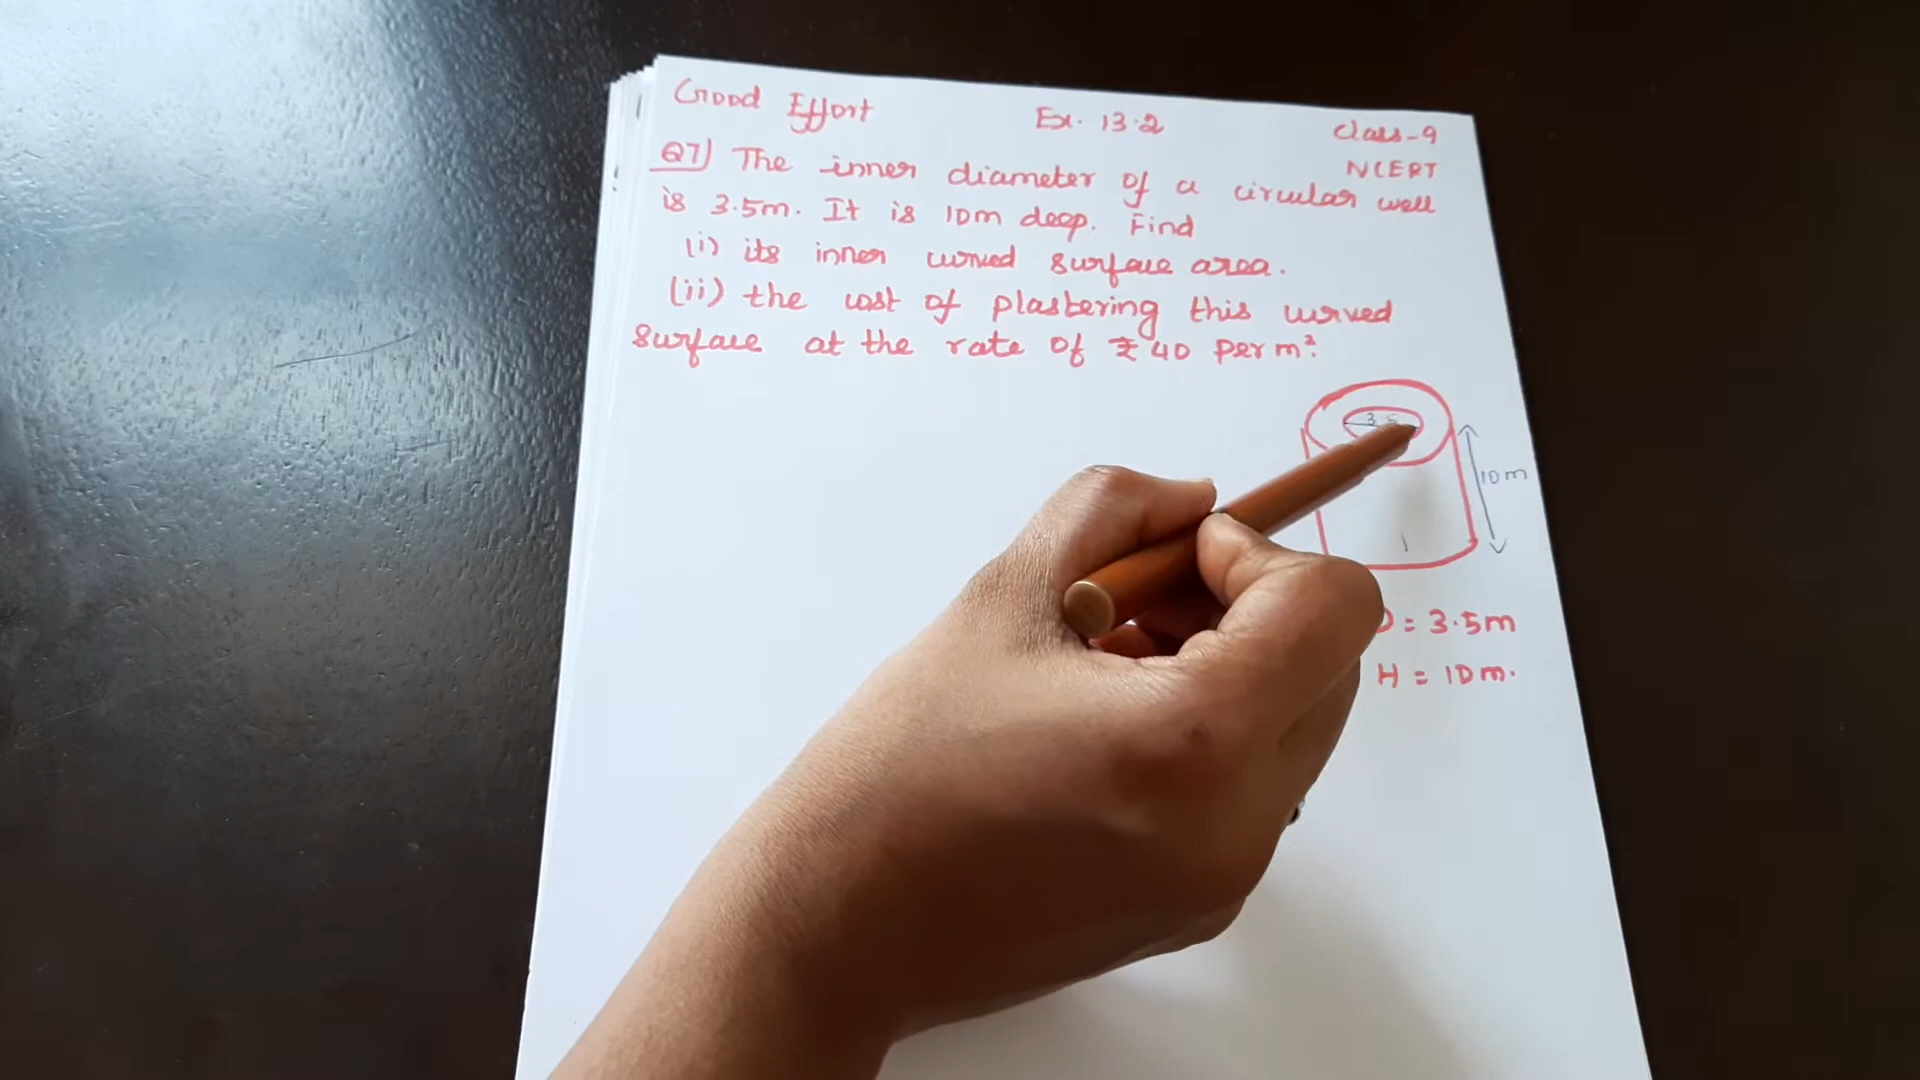 Good Effort Ex. 13.2 Class-9
NCERT
Q7) The inner diameter of a circular well
is 3.5m. It is 10m deep. Find
(i) its inner curved surface area.
(ii) the cost of plastering this curved
surface at the rate of ₹ 40 per m².
3.5
10m
D = 3.5m
H = 10m.